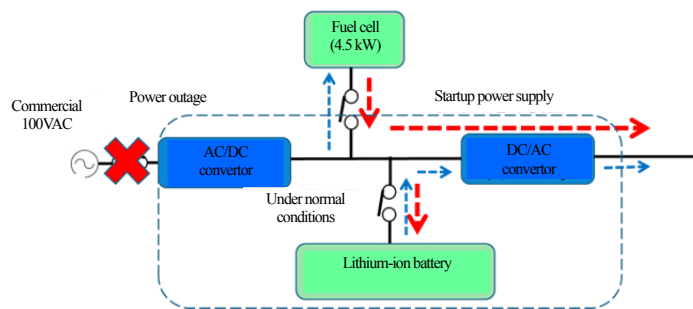 Fuel cell
(4.5 kW)
Commercial
100VAC
Power outage
Startup power supply
AC/DC
convertor
DC/AC
convertor
Under normal
conditions
Lithium-ion battery